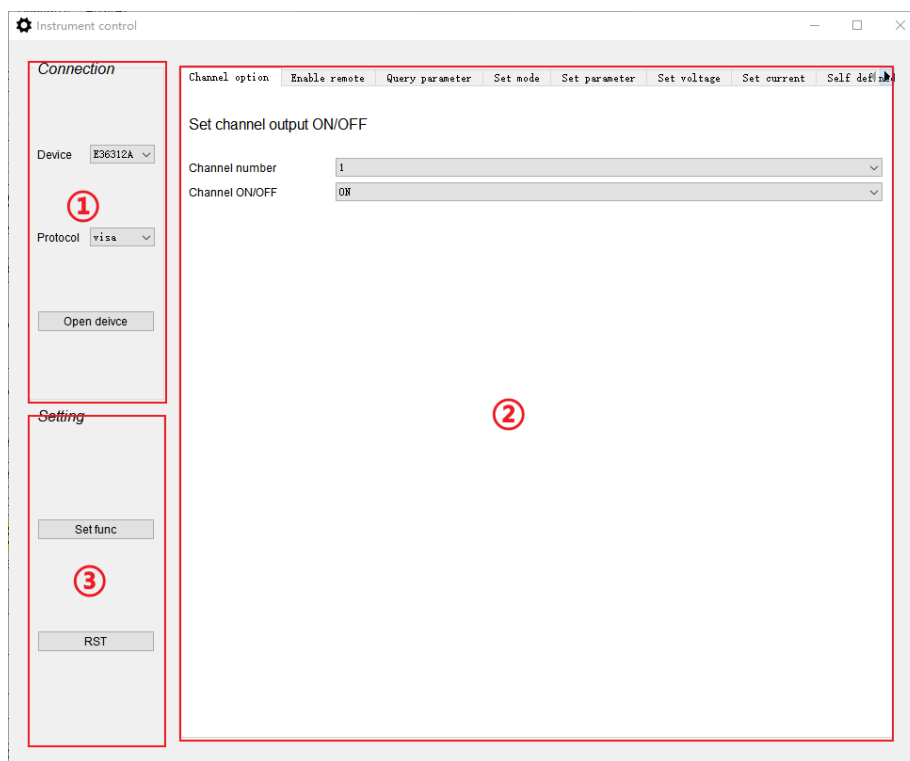 Instrument control
Connection
Channel option Enable remote Query parameter Set mode Set parameter Set voltage Set current Self defined
Set channel output ON/OFF
Device E36312A
Channel number 1
Channel ON/OFF ON
①
Protocol visa
Open deivce
Setting
②
Set func
③
RST